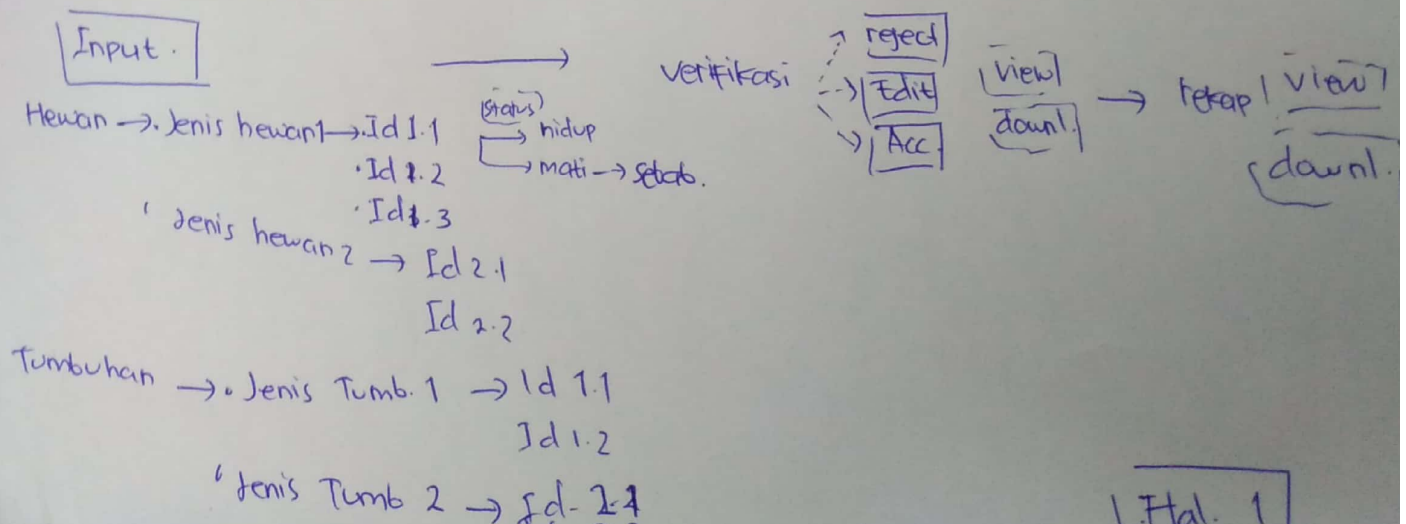 Input.
reject
verifikasi
Edit
Acc.
view
downl.
→ rekap
view
downl.
Hewan →. Jenis hewan1 →. Id 1.1
(status)
→ hidup
→ mati → sebab.
· Id 1.2
· Id 1.3
Jenis hewan 2 → Id 2.1
Id 2.2
Tumbuhan → . Jenis Tumb. 1 → Id 1.1
Id 1.2
Jenis Tumb 2 → Id - 2.1
Hal. 1